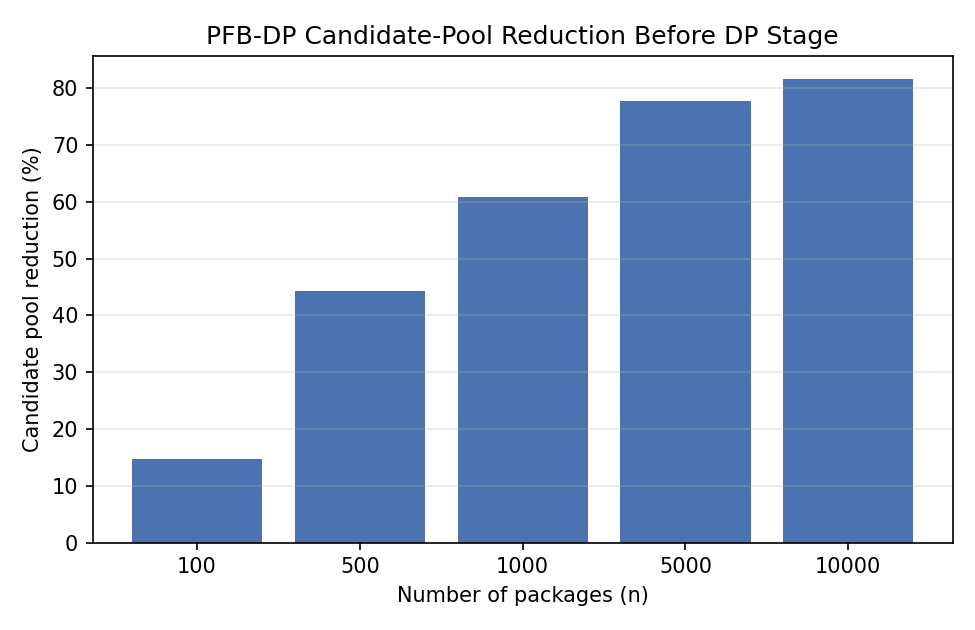 PFB-DP Candidate-Pool Reduction Before DP Stage
Candidate pool reduction (%)
80
70
60
50
40
30
20
10
0
100 500 1000 5000 10000
Number of packages (n)